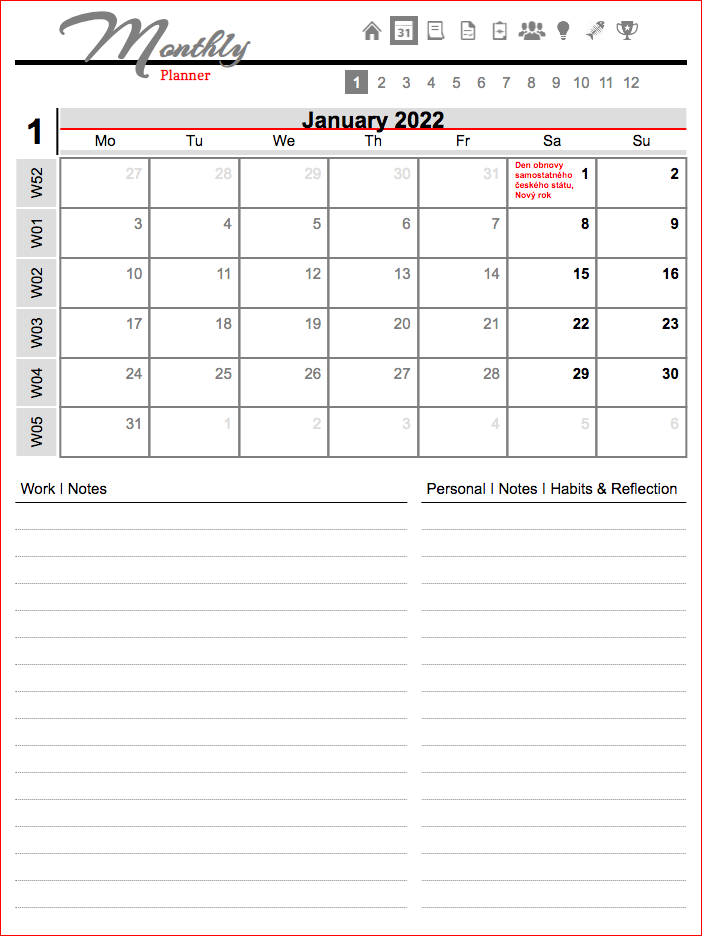 Monthly
Planner
31
1 2 3 4 5 6 7 8 9 10 11 12
1
January 2022
Mo Tu We Th Fr Sa Su
W52 27 28 29 30 31 Den obnovy samostatného českého státu, Nový rok 1 2
W01 3 4 5 6 7 8 9
W02 10 11 12 13 14 15 16
W03 17 18 19 20 21 22 23
W04 24 25 26 27 28 29 30
W05 31 1 2 3 4 5 6
Work | Notes
Personal | Notes | Habits & Reflection